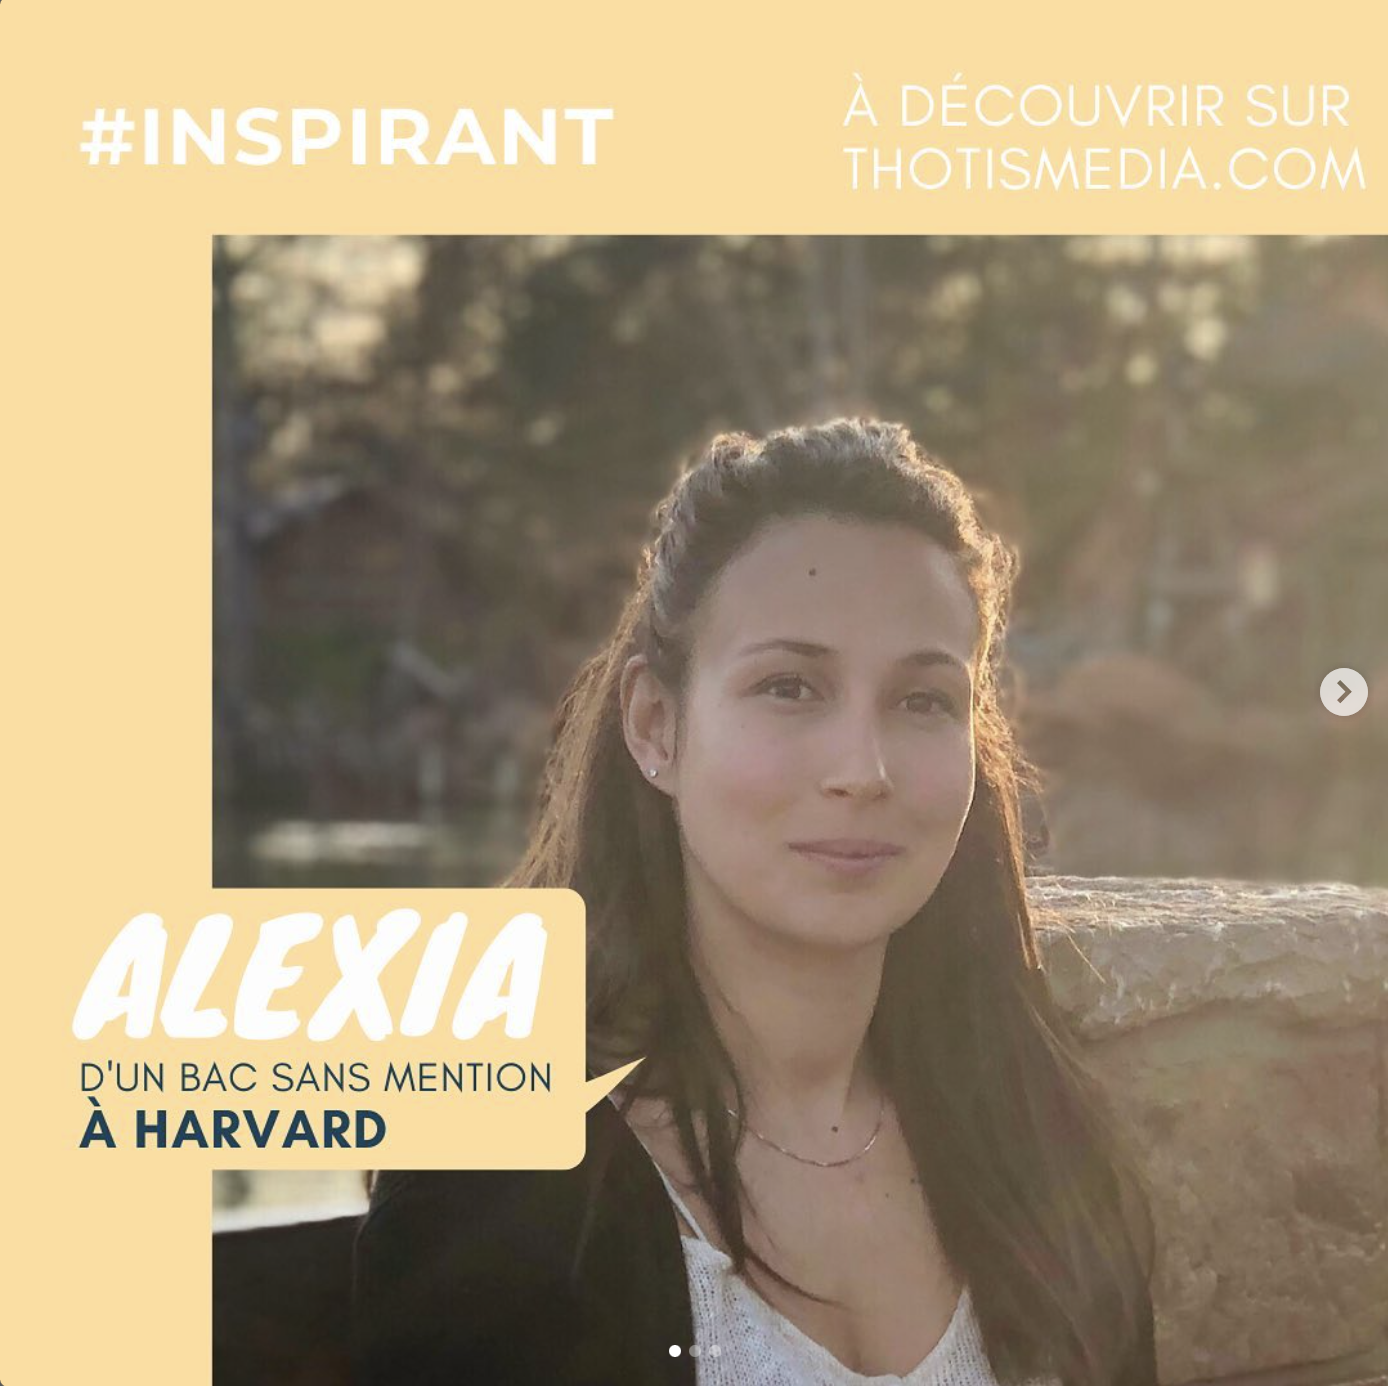 #INSPIRANT
À DÉCOUVRIR SUR
THOTISMEDIA.COM
ALEXIA
D'UN BAC SANS MENTION
À HARVARD